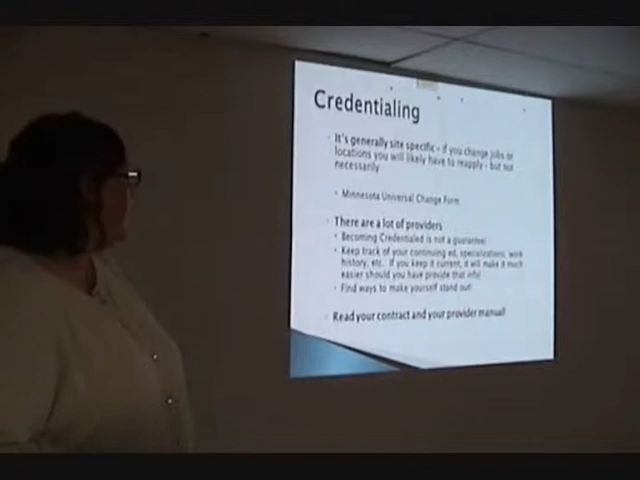 Credentialing
It's generally site specific - if you change jobs or
locations you will likely have to reapply - but not
necessarily
Minnesota Universal Change Form
There are a lot of providers
Becoming Credentialed is not a guarantee!
Keep track of your continuing ed, specializations, work
history, etc. If you keep it current, it will make it much
easier should you have provide that info!
Find ways to make yourself stand out!
Read your contract and your provider manual!